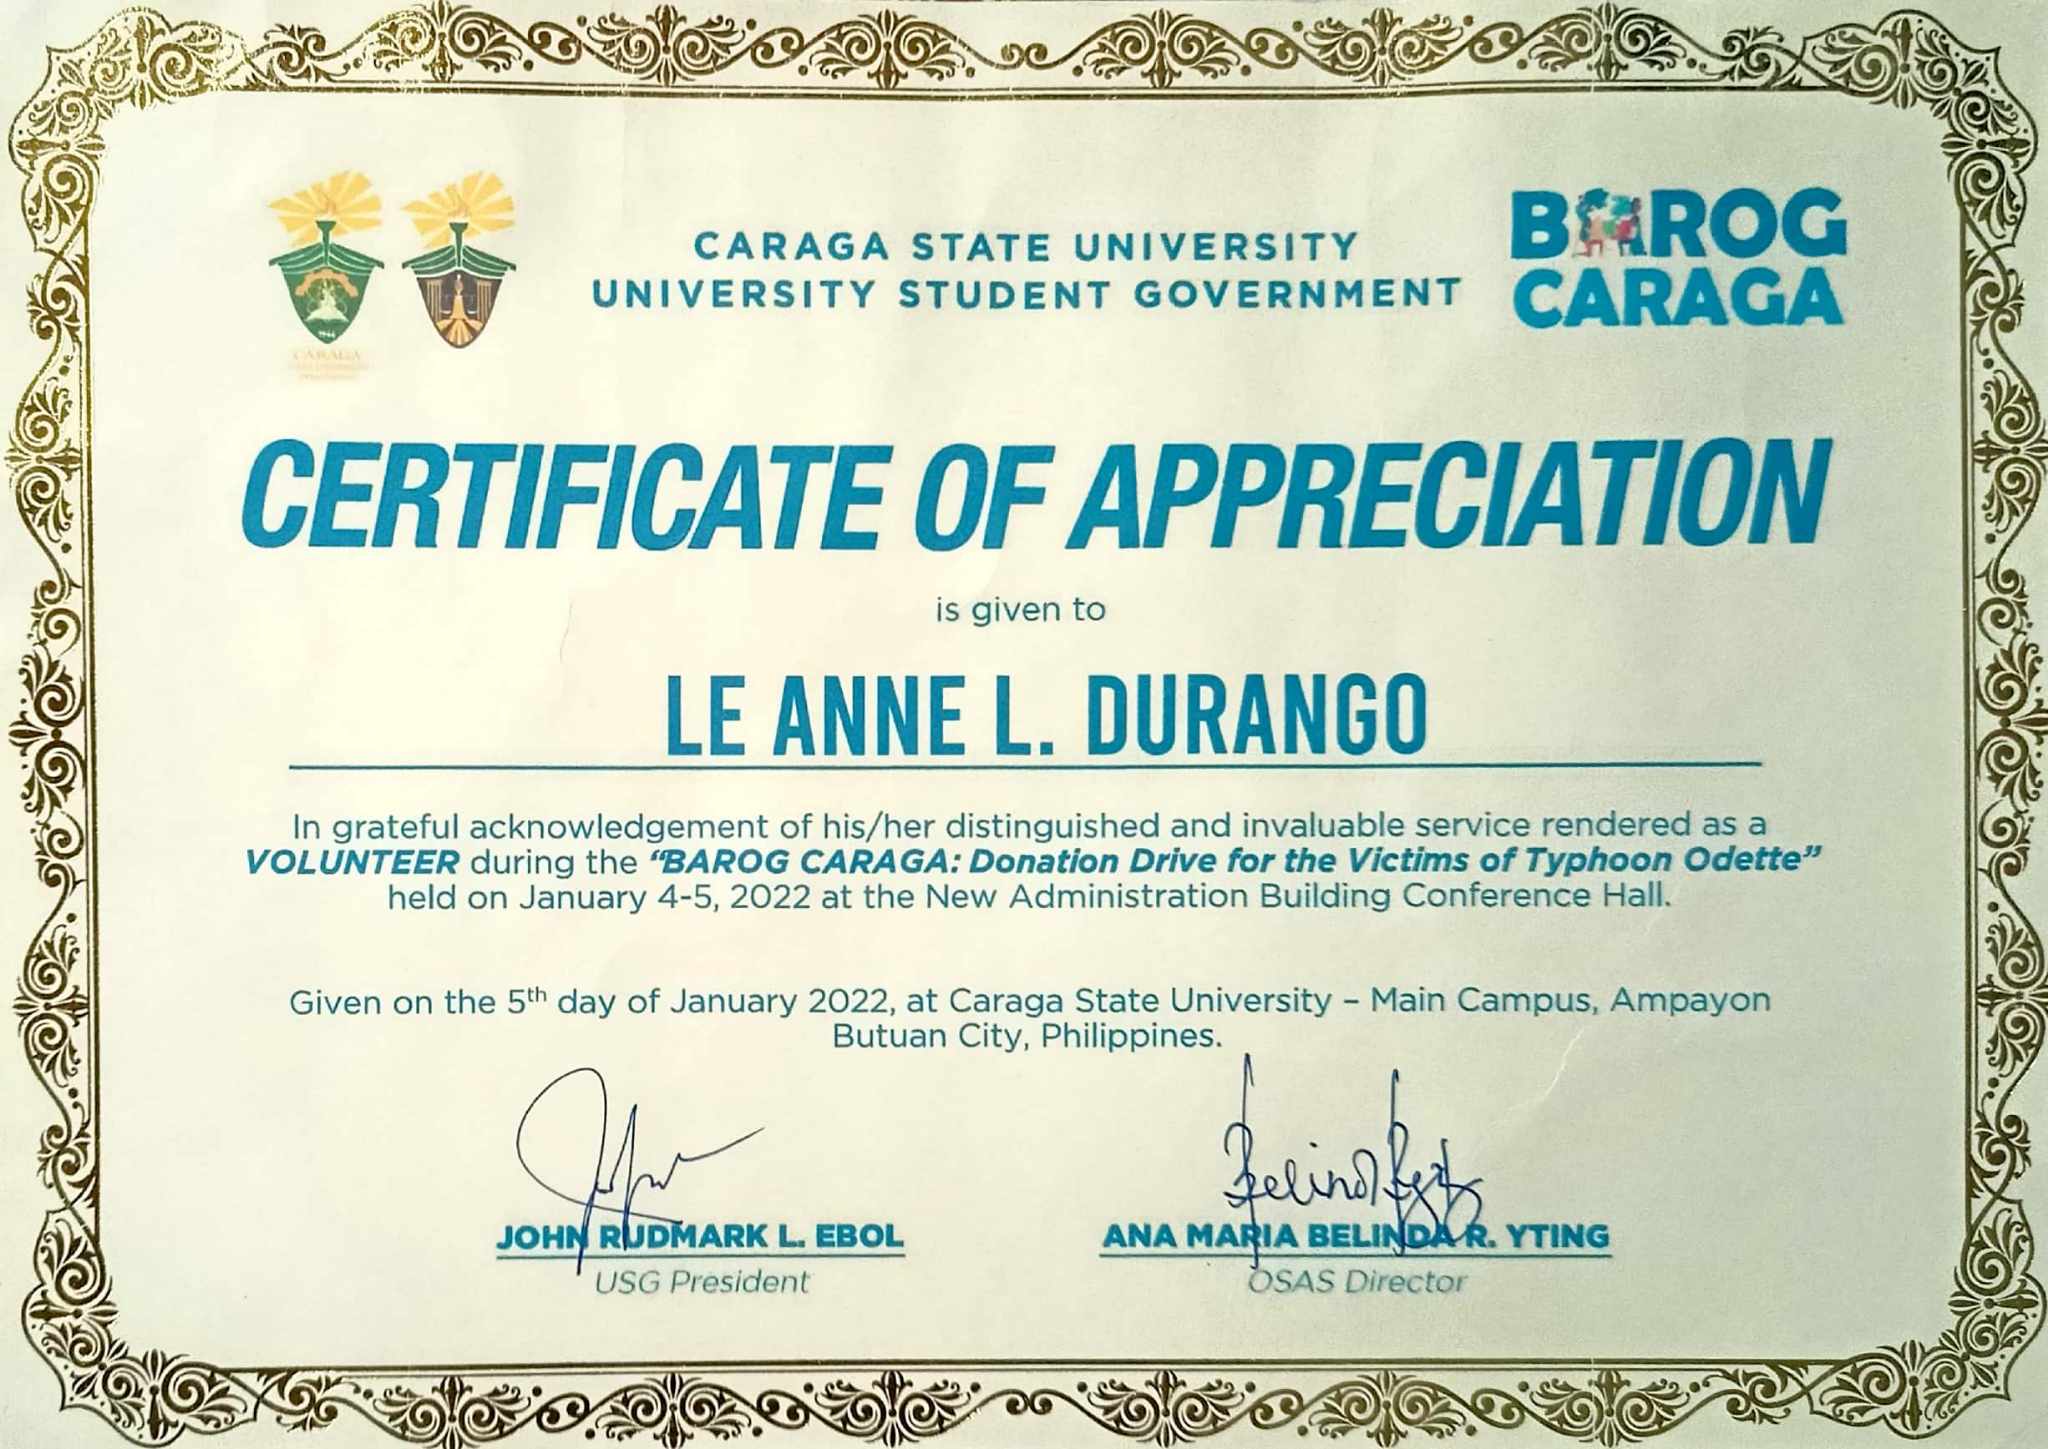 CARAGA STATE UNIVERSITY
UNIVERSITY STUDENT GOVERNMENT
BAROG
CARAGA
CARAGA
CERTIFICATE OF APPRECIATION
is given to
LE ANNE L. DURANGO
In grateful acknowledgement of his/her distinguished and invaluable service rendered as a
VOLUNTEER during the "BAROG CARAGA: Donation Drive for the Victims of Typhoon Odette"
held on January 4-5, 2022 at the New Administration Building Conference Hall.
Given on the 5th day of January 2022, at Caraga State University – Main Campus, Ampayon
Butuan City, Philippines.
JOHN RUDMARK L. EBOL
USG President
ANA MARIA BELINDA R. YTING
OSAS Director